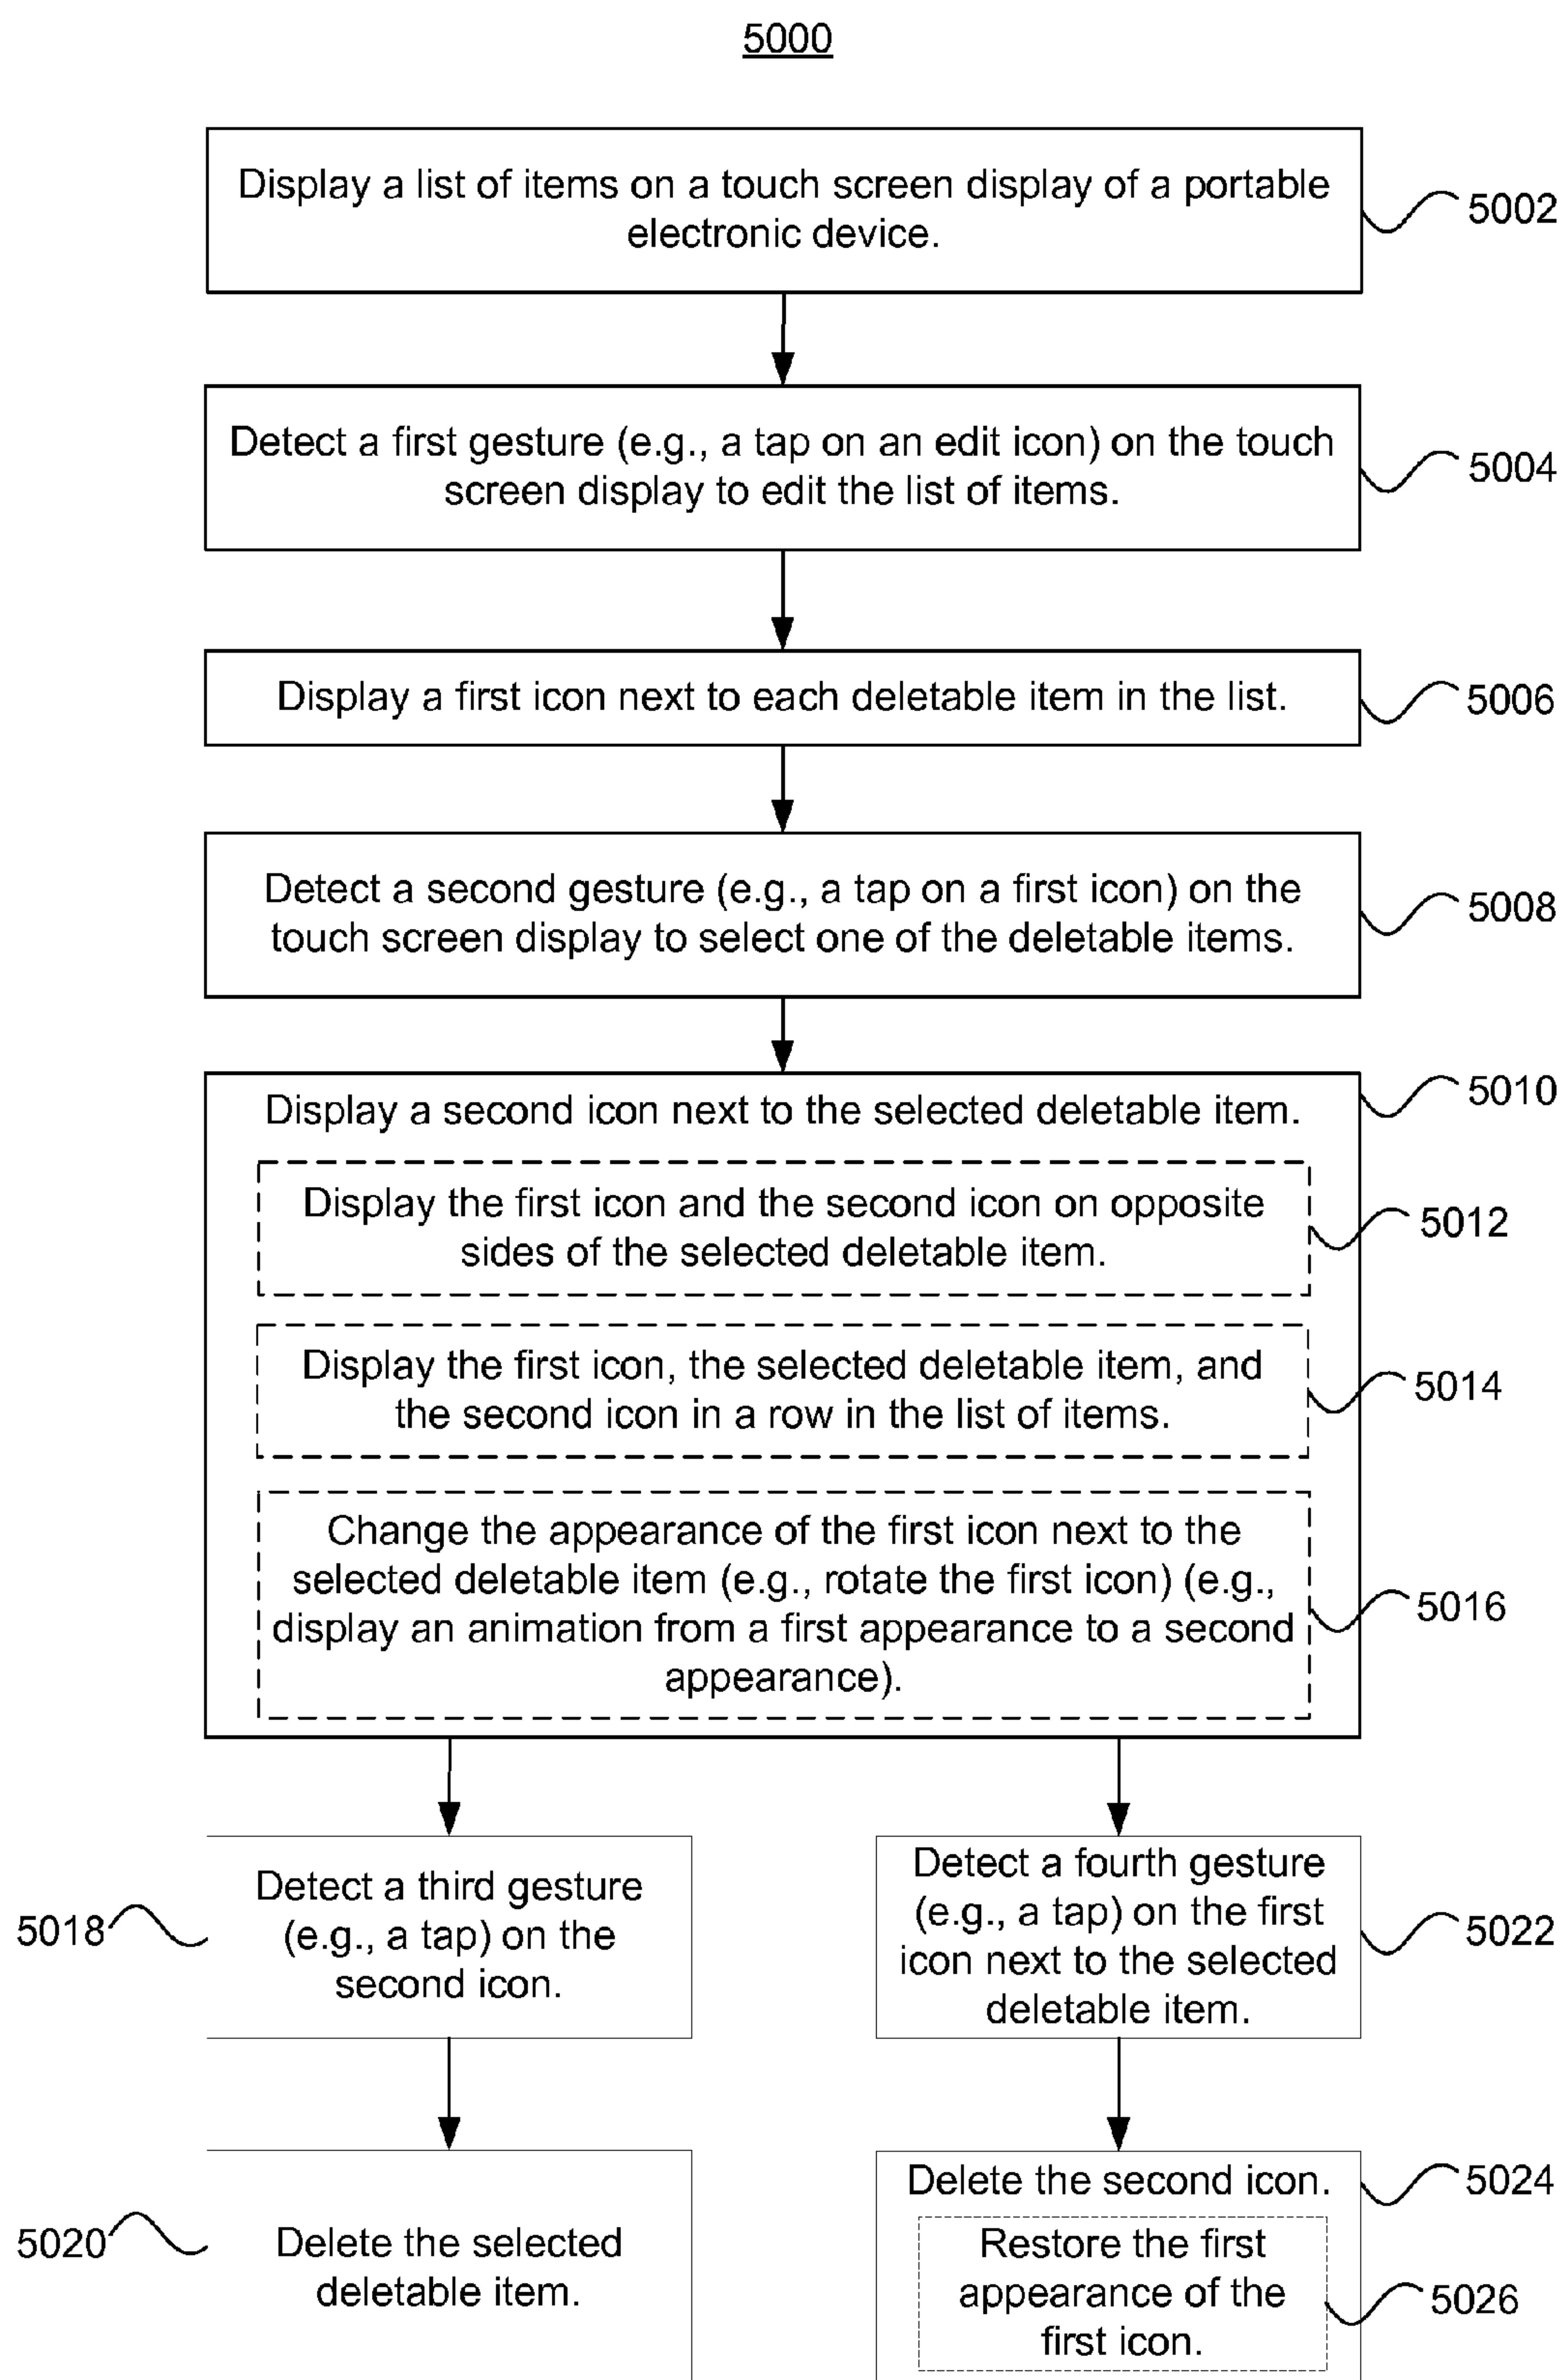 5000
Display a list of items on a touch screen display of a portable
electronic device.
5002
Detect a first gesture (e.g., a tap on an edit icon) on the touch
screen display to edit the list of items.
5004
Display a first icon next to each deletable item in the list.
5006
Detect a second gesture (e.g., a tap on a first icon) on the
touch screen display to select one of the deletable items.
5008
Display a second icon next to the selected deletable item.
5010
Display the first icon and the second icon on opposite
sides of the selected deletable item.
5012
Display the first icon, the selected deletable item, and
the second icon in a row in the list of items.
5014
Change the appearance of the first icon next to the
selected deletable item (e.g., rotate the first icon) (e.g.,
display an animation from a first appearance to a second
appearance).
5016
Detect a third gesture
(e.g., a tap) on the
second icon.
5018
Detect a fourth gesture
(e.g., a tap) on the first
icon next to the selected
deletable item.
5022
Delete the selected
deletable item.
5020
Delete the second icon.
5024
Restore the first
appearance of the
first icon.
5026